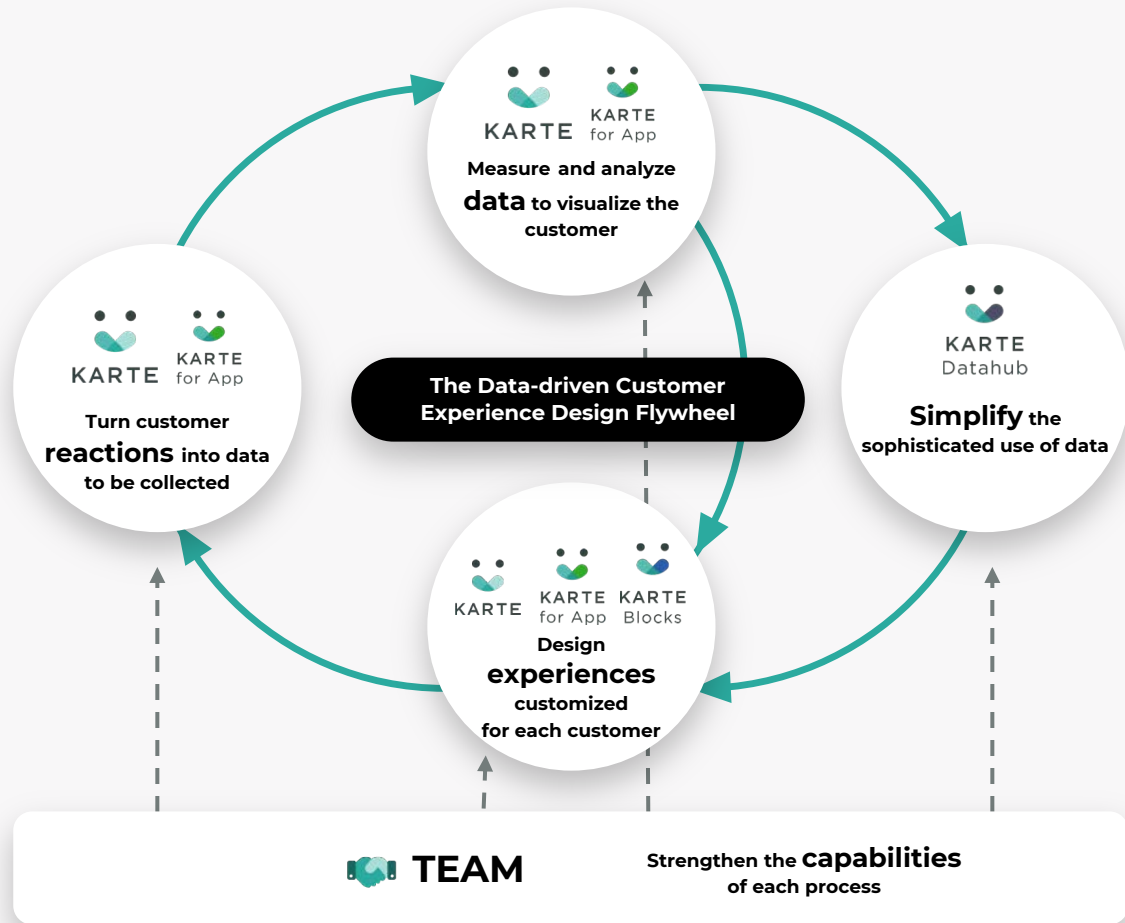 KARTE
KARTE
for App
Measure and analyze
data to visualize the
customer
KARTE
KARTE
for App
Turn customer
reactions into data
to be collected
The Data-driven Customer
Experience Design Flywheel
KARTE
Datahub
Simplify the
sophisticated use of data
KARTE
KARTE
for App
KARTE
Blocks
Design
experiences
customized
for each customer
TEAM
Strengthen the capabilities
of each process